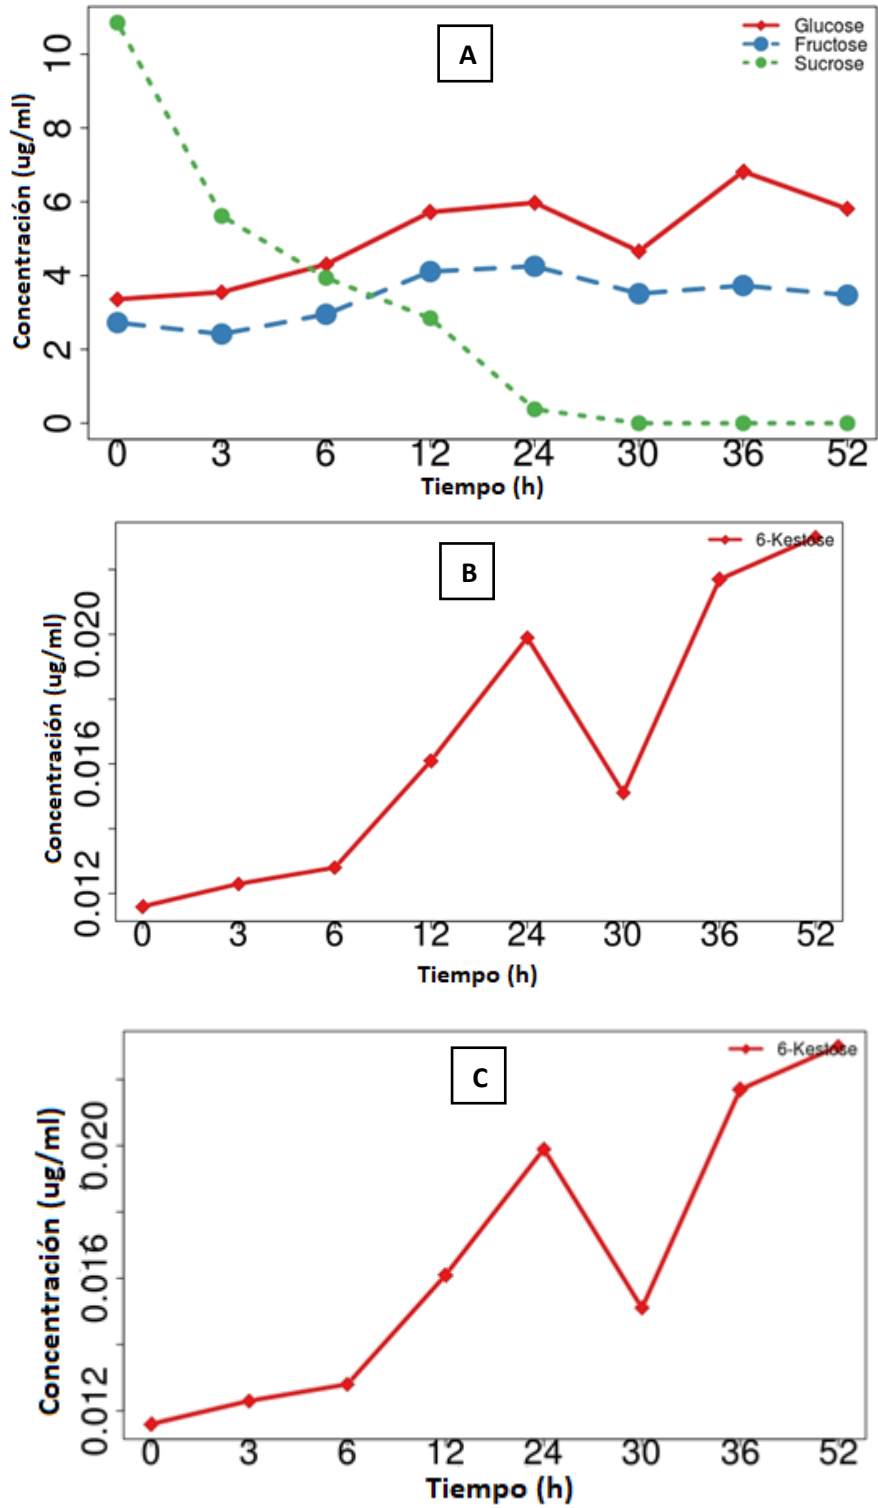 A
Glucose
Fructose
Sucrose
Concentración (ug/ml)
10
8
6
4
2
0
0 3 6 12 24 30 36 52
Tiempo (h)
B
6-Kestose
Concentración (ug/ml)
0.020
0.016
0.012
0 3 6 12 24 30 36 52
Tiempo (h)
C
6-Kestose
Concentración (ug/ml)
0.020
0.016
0.012
0 3 6 12 24 30 36 52
Tiempo (h)